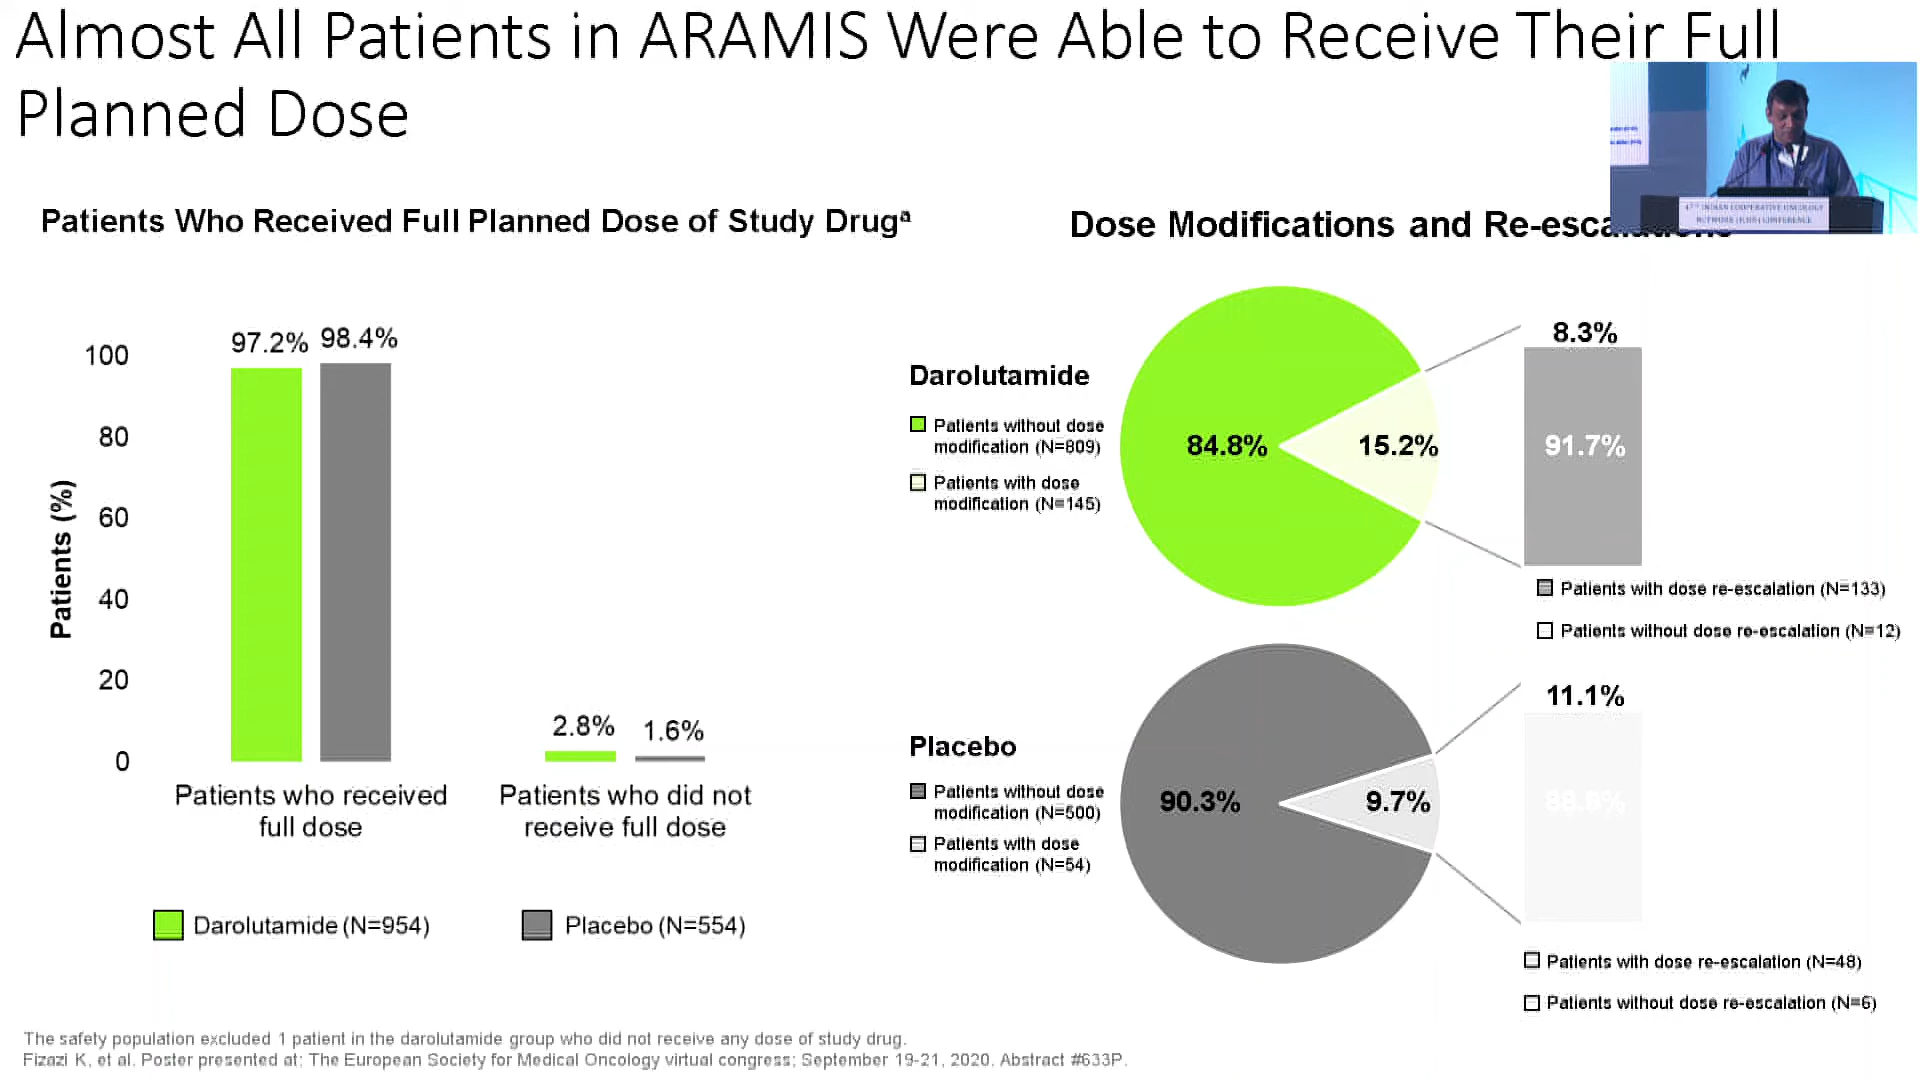 Almost All Patients in ARAMIS Were Able to Receive Their Full
Planned Dose
Patients Who Received Full Planned Dose of Study Drugᵃ
Patients (%)
100
80
60
40
20
0
97.2%
98.4%
2.8%
1.6%
Patients who received
full dose
Patients who did not
receive full dose
Darolutamide (N=954)
Placebo (N=554)
Dose Modifications and
47TH INDIAN COOPERATIVE ONCOLOGY
NETWORK (ICON) CONFERENCE
Darolutamide
Patients without dose
modification (N=809)
Patients with dose
modification (N=145)
84.8%
15.2%
8.3%
91.7%
Patients with dose re-escalation (N=133)
Patients without dose re-escalation (N=12)
Placebo
Patients without dose
modification (N=500)
Patients with dose
modification (N=54)
90.3%
9.7%
11.1%
Patients with dose re-escalation (N=48)
Patients without dose re-escalation (N=6)
The safety population excluded 1 patient in the darolutamide group who did not receive any dose of study drug.
Fizazi K, et al. Poster presented at: The European Society for Medical Oncology virtual congress; September 19-21, 2020. Abstract #633P.